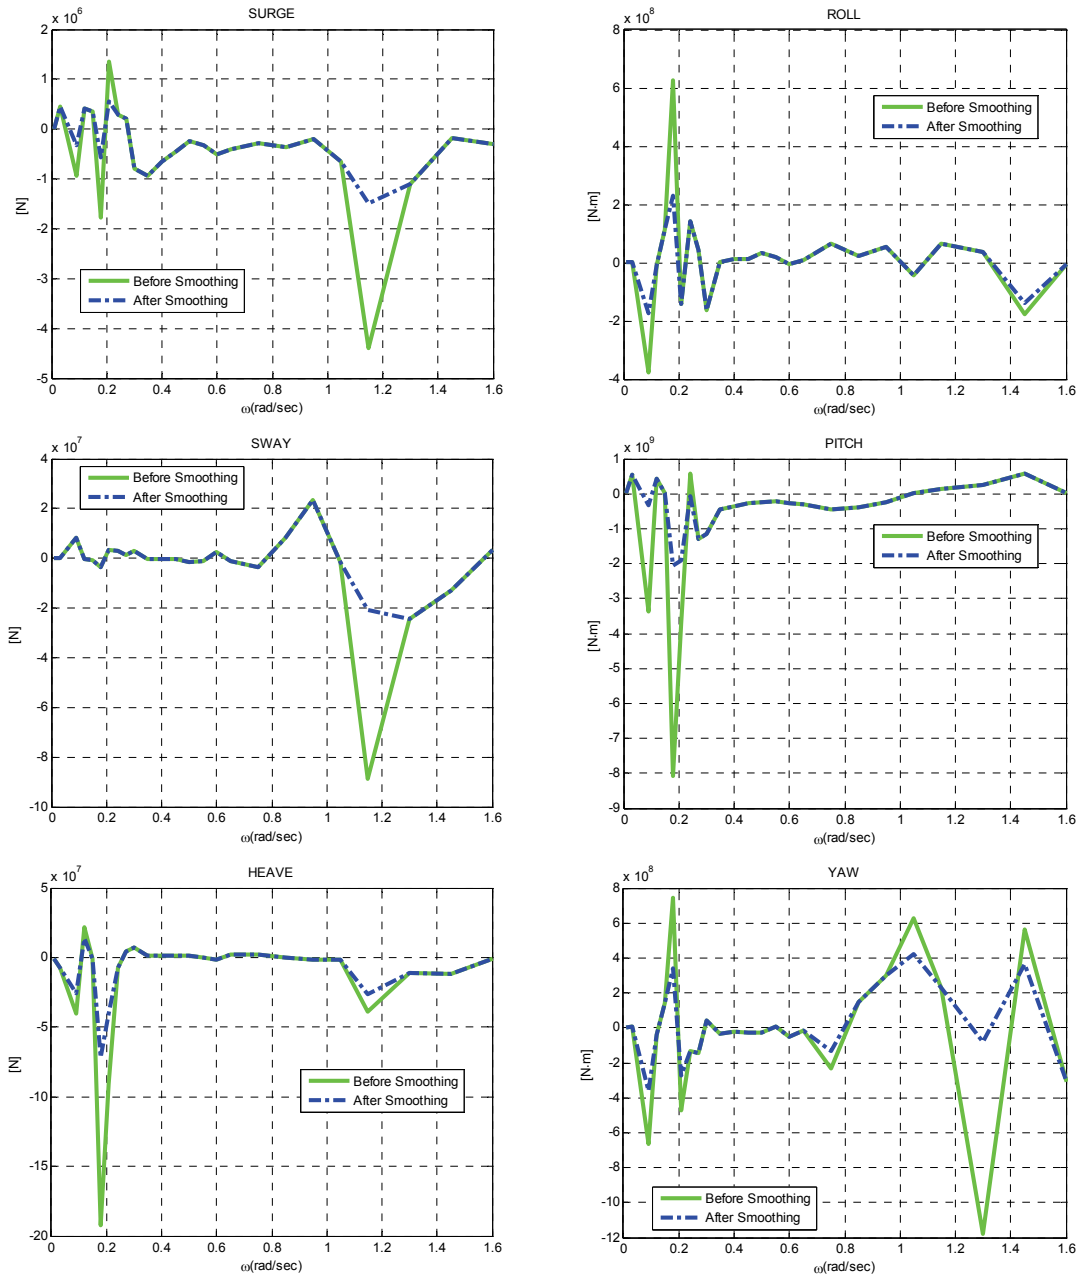 SURGE
x 10^6
2
1
0
-1
-2
-3
-4
-5
[N]
Before Smoothing
After Smoothing
0 0.2 0.4 0.6 0.8 1 1.2 1.4 1.6
ω(rad/sec)
ROLL
x 10^8
8
6
4
2
0
-2
-4
[N·m]
Before Smoothing
After Smoothing
0 0.2 0.4 0.6 0.8 1 1.2 1.4 1.6
ω(rad/sec)
SWAY
x 10^7
4
2
0
-2
-4
-6
-8
-10
[N]
Before Smoothing
After Smoothing
0 0.2 0.4 0.6 0.8 1 1.2 1.4 1.6
ω(rad/sec)
PITCH
x 10^9
1
0
-1
-2
-3
-4
-5
-6
-7
-8
-9
[N·m]
Before Smoothing
After Smoothing
0 0.2 0.4 0.6 0.8 1 1.2 1.4 1.6
ω(rad/sec)
HEAVE
x 10^7
5
0
-5
-10
-15
-20
[N]
Before Smoothing
After Smoothing
0 0.2 0.4 0.6 0.8 1 1.2 1.4 1.6
ω(rad/sec)
YAW
x 10^8
8
6
4
2
0
-2
-4
-6
-8
-10
-12
[N·m]
Before Smoothing
After Smoothing
0 0.2 0.4 0.6 0.8 1 1.2 1.4 1.6
ω(rad/sec)